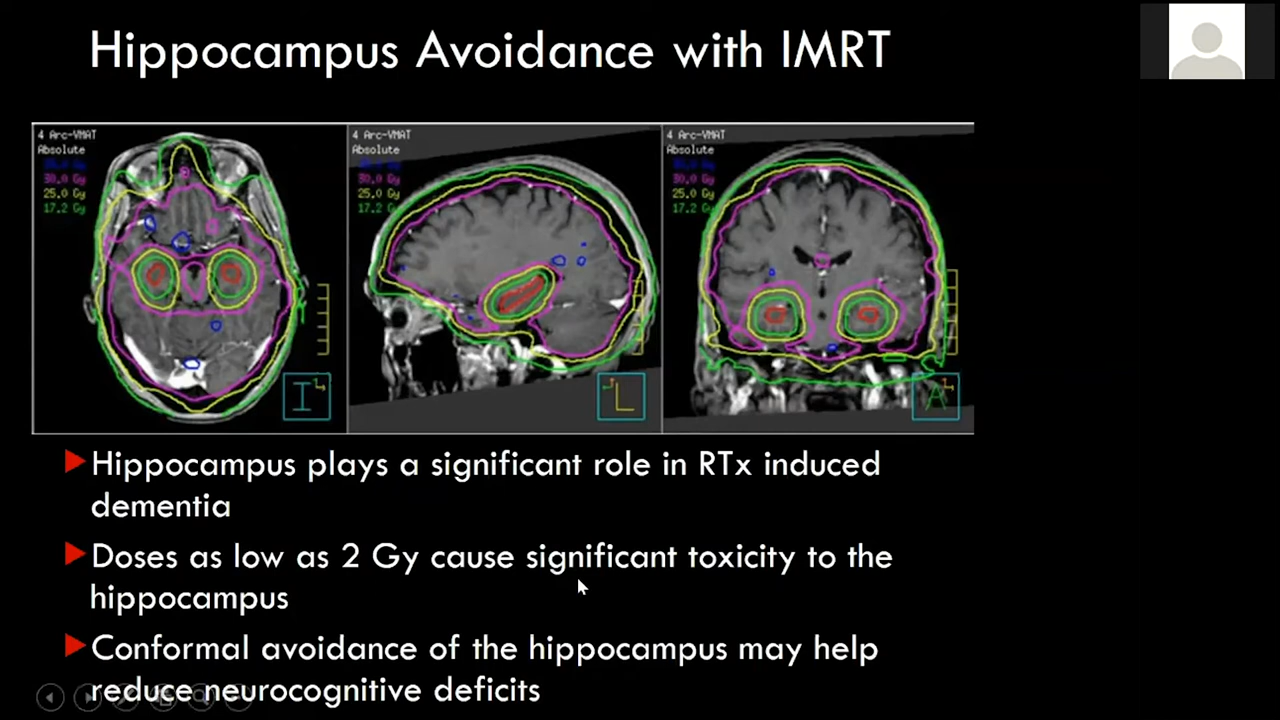 Hippocampus Avoidance with IMRT
4 Arc-VMAT
Absolute
30.0 Gy
25.0 Gy
17.2 Gy
I
4 Arc-VMAT
Absolute
30.0 Gy
25.0 Gy
17.2 Gy
L
4 Arc-VMAT
Absolute
30.0 Gy
25.0 Gy
17.2 Gy
A
Hippocampus plays a significant role in RTx induced
dementia
Doses as low as 2 Gy cause significant toxicity to the
hippocampus
Conformal avoidance of the hippocampus may help
reduce neurocognitive deficits